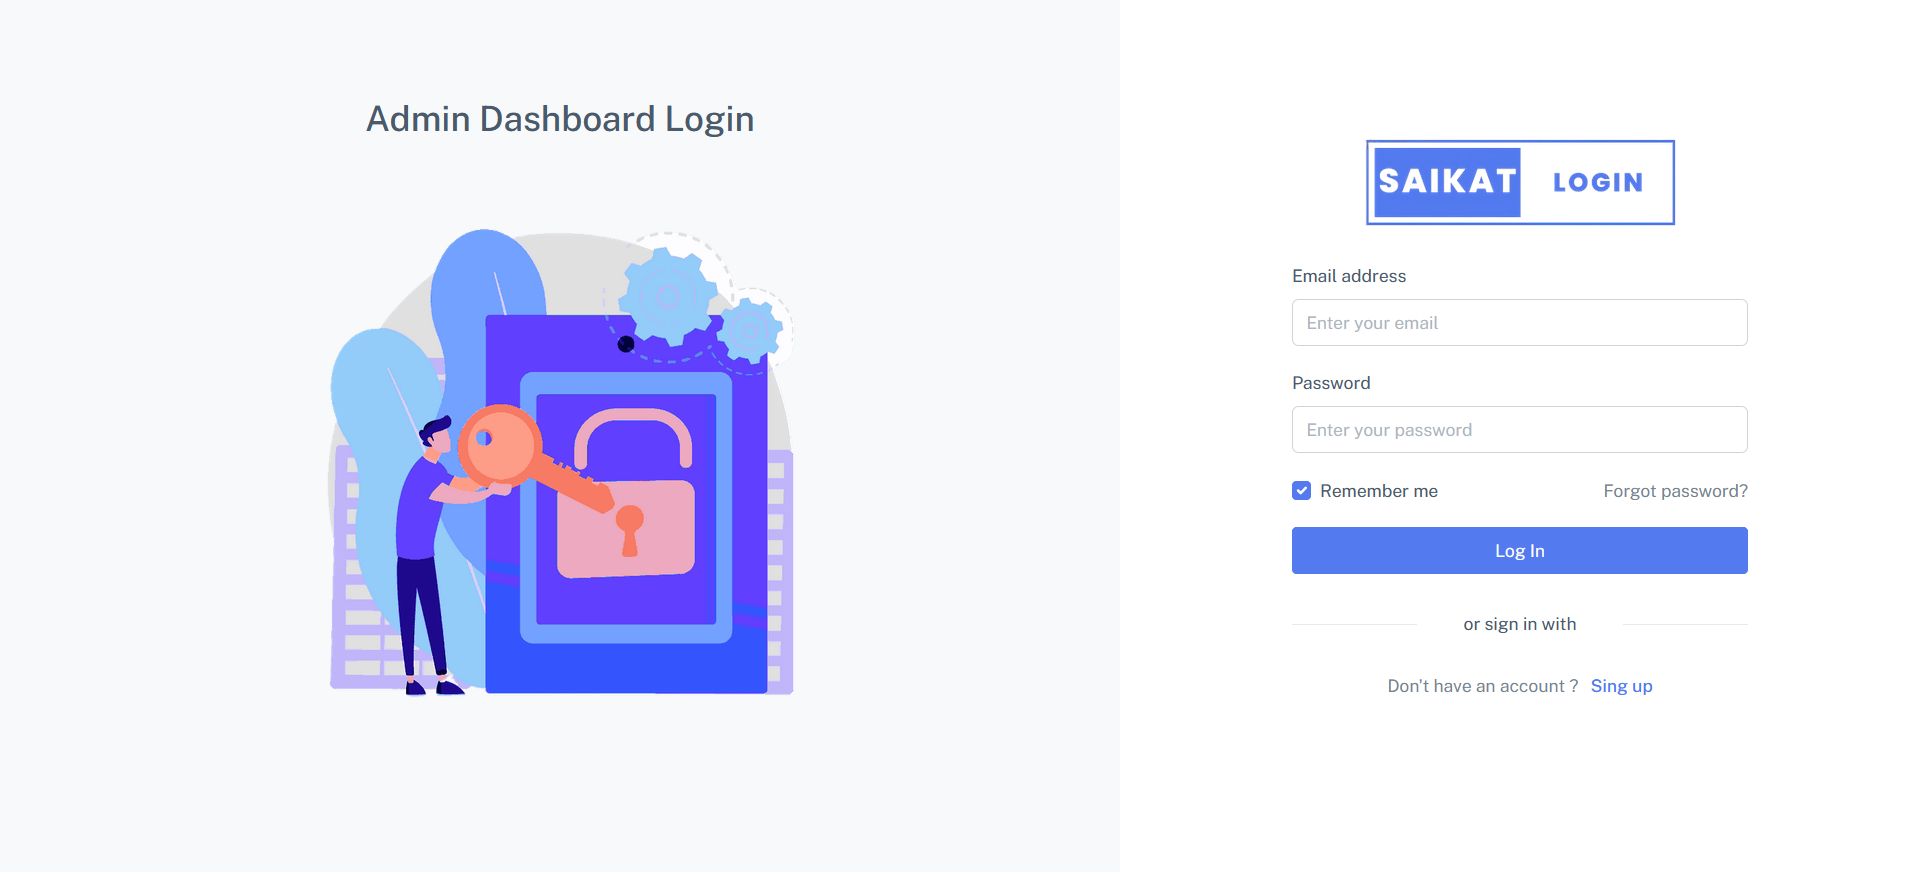 Admin Dashboard Login
SAIKAT LOGIN
Email address
Enter your email
Password
Enter your password
Remember me Forgot password?
Log In
or sign in with
Don't have an account ? Sing up